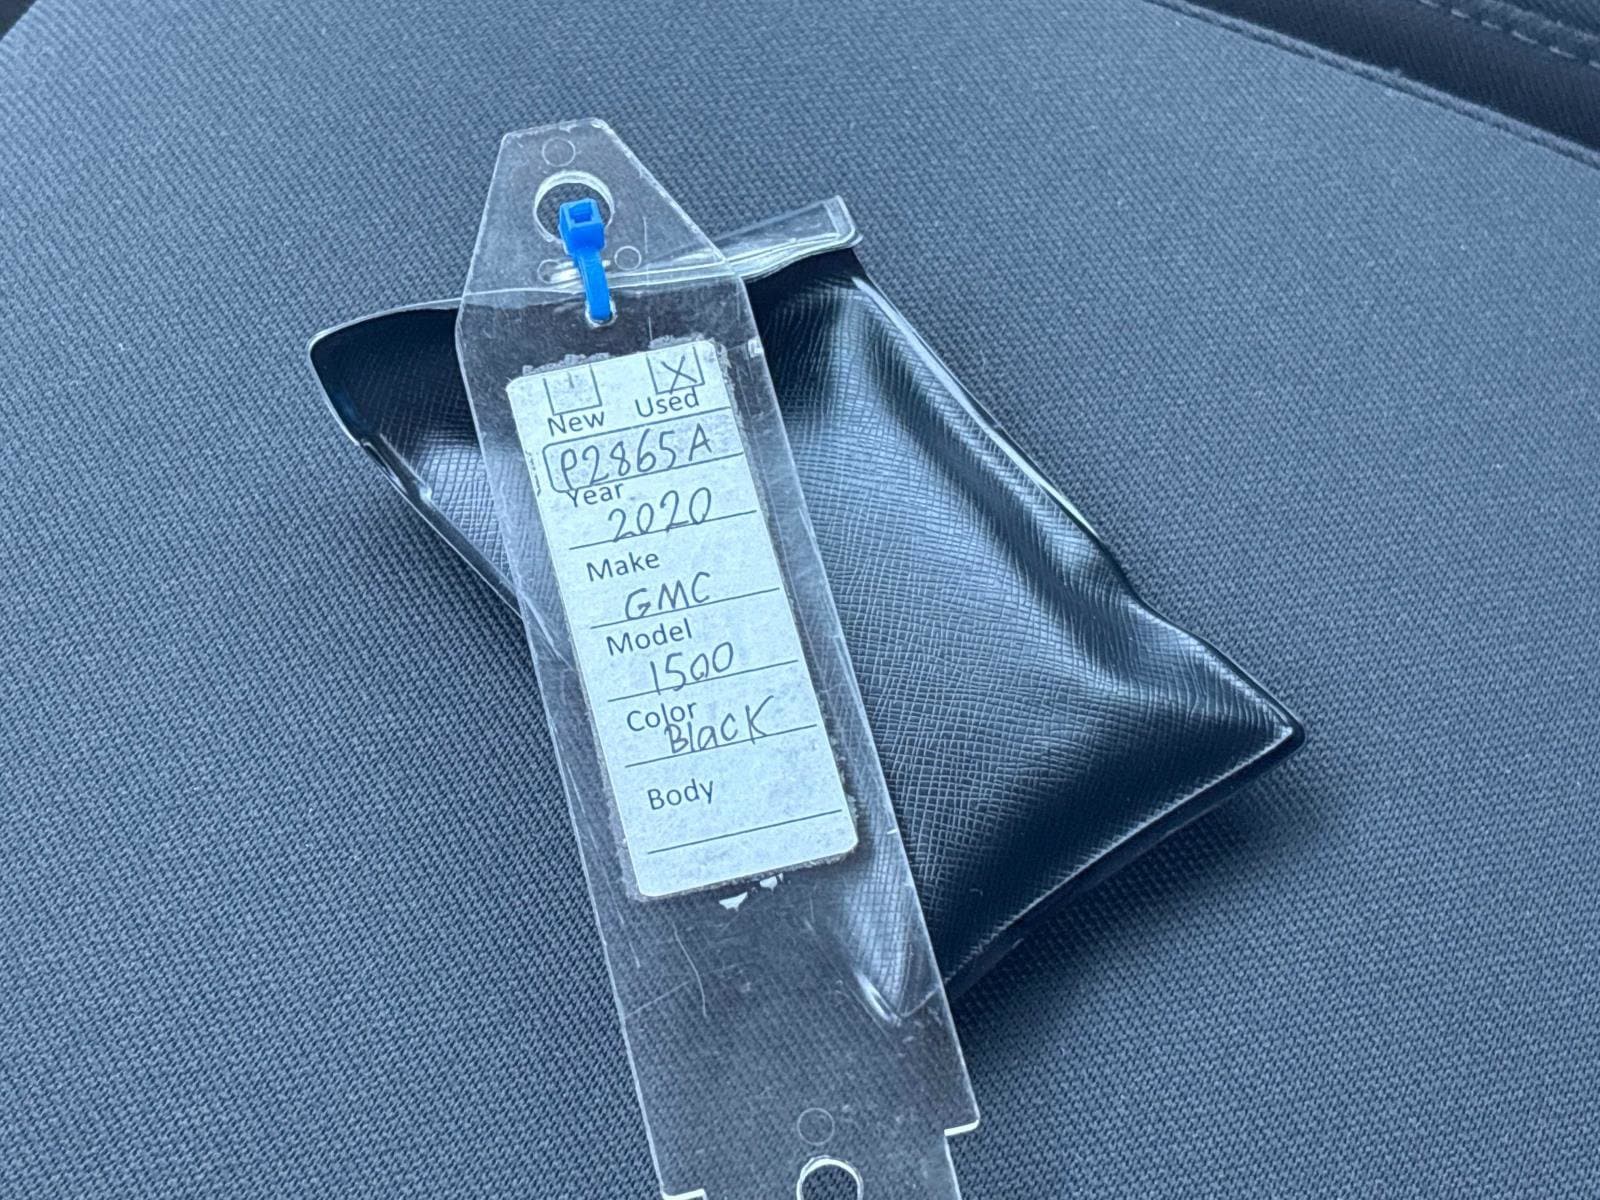 X
New Used
P2865A
Year
2020
Make
GMC
Model
1500
Color
Black
Body